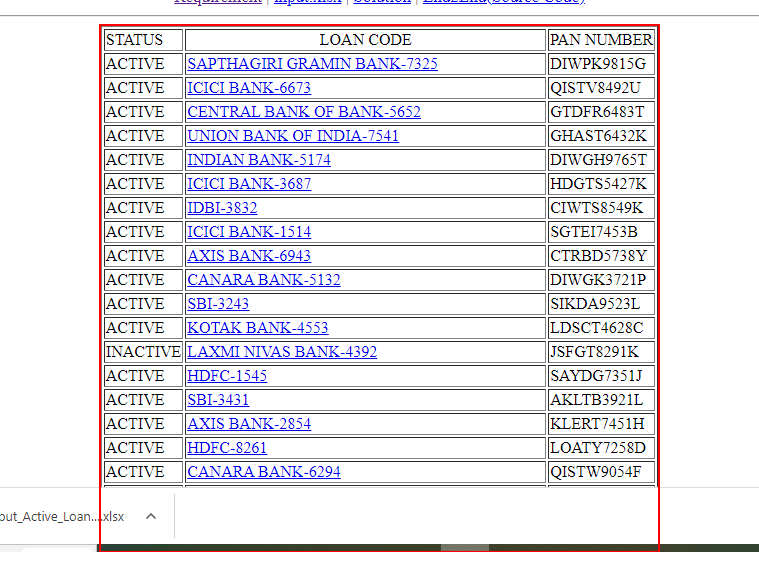 Requirement | Input.xlsx | Solution | End2End(Source Code)
STATUS LOAN CODE PAN NUMBER
ACTIVE SAPTHAGIRI GRAMIN BANK-7325 DIWPK9815G
ACTIVE ICICI BANK-6673 QISTV8492U
ACTIVE CENTRAL BANK OF BANK-5652 GTDFR6483T
ACTIVE UNION BANK OF INDIA-7541 GHAST6432K
ACTIVE INDIAN BANK-5174 DIWGH9765T
ACTIVE ICICI BANK-3687 HDGTS5427K
ACTIVE IDBI-3832 CIWTS8549K
ACTIVE ICICI BANK-1514 SGTEI7453B
ACTIVE AXIS BANK-6943 CTRBD5738Y
ACTIVE CANARA BANK-5132 DIWGK3721P
ACTIVE SBI-3243 SIKDA9523L
ACTIVE KOTAK BANK-4553 LDSCT4628C
INACTIVE LAXMI NIVAS BANK-4392 JSFGT8291K
ACTIVE HDFC-1545 SAYDG7351J
ACTIVE SBI-3431 AKLTB3921L
ACTIVE AXIS BANK-2854 KLERT7451H
ACTIVE HDFC-8261 LOATY7258D
ACTIVE CANARA BANK-6294 QISTW9054F
put_Active_Loan....xlsx